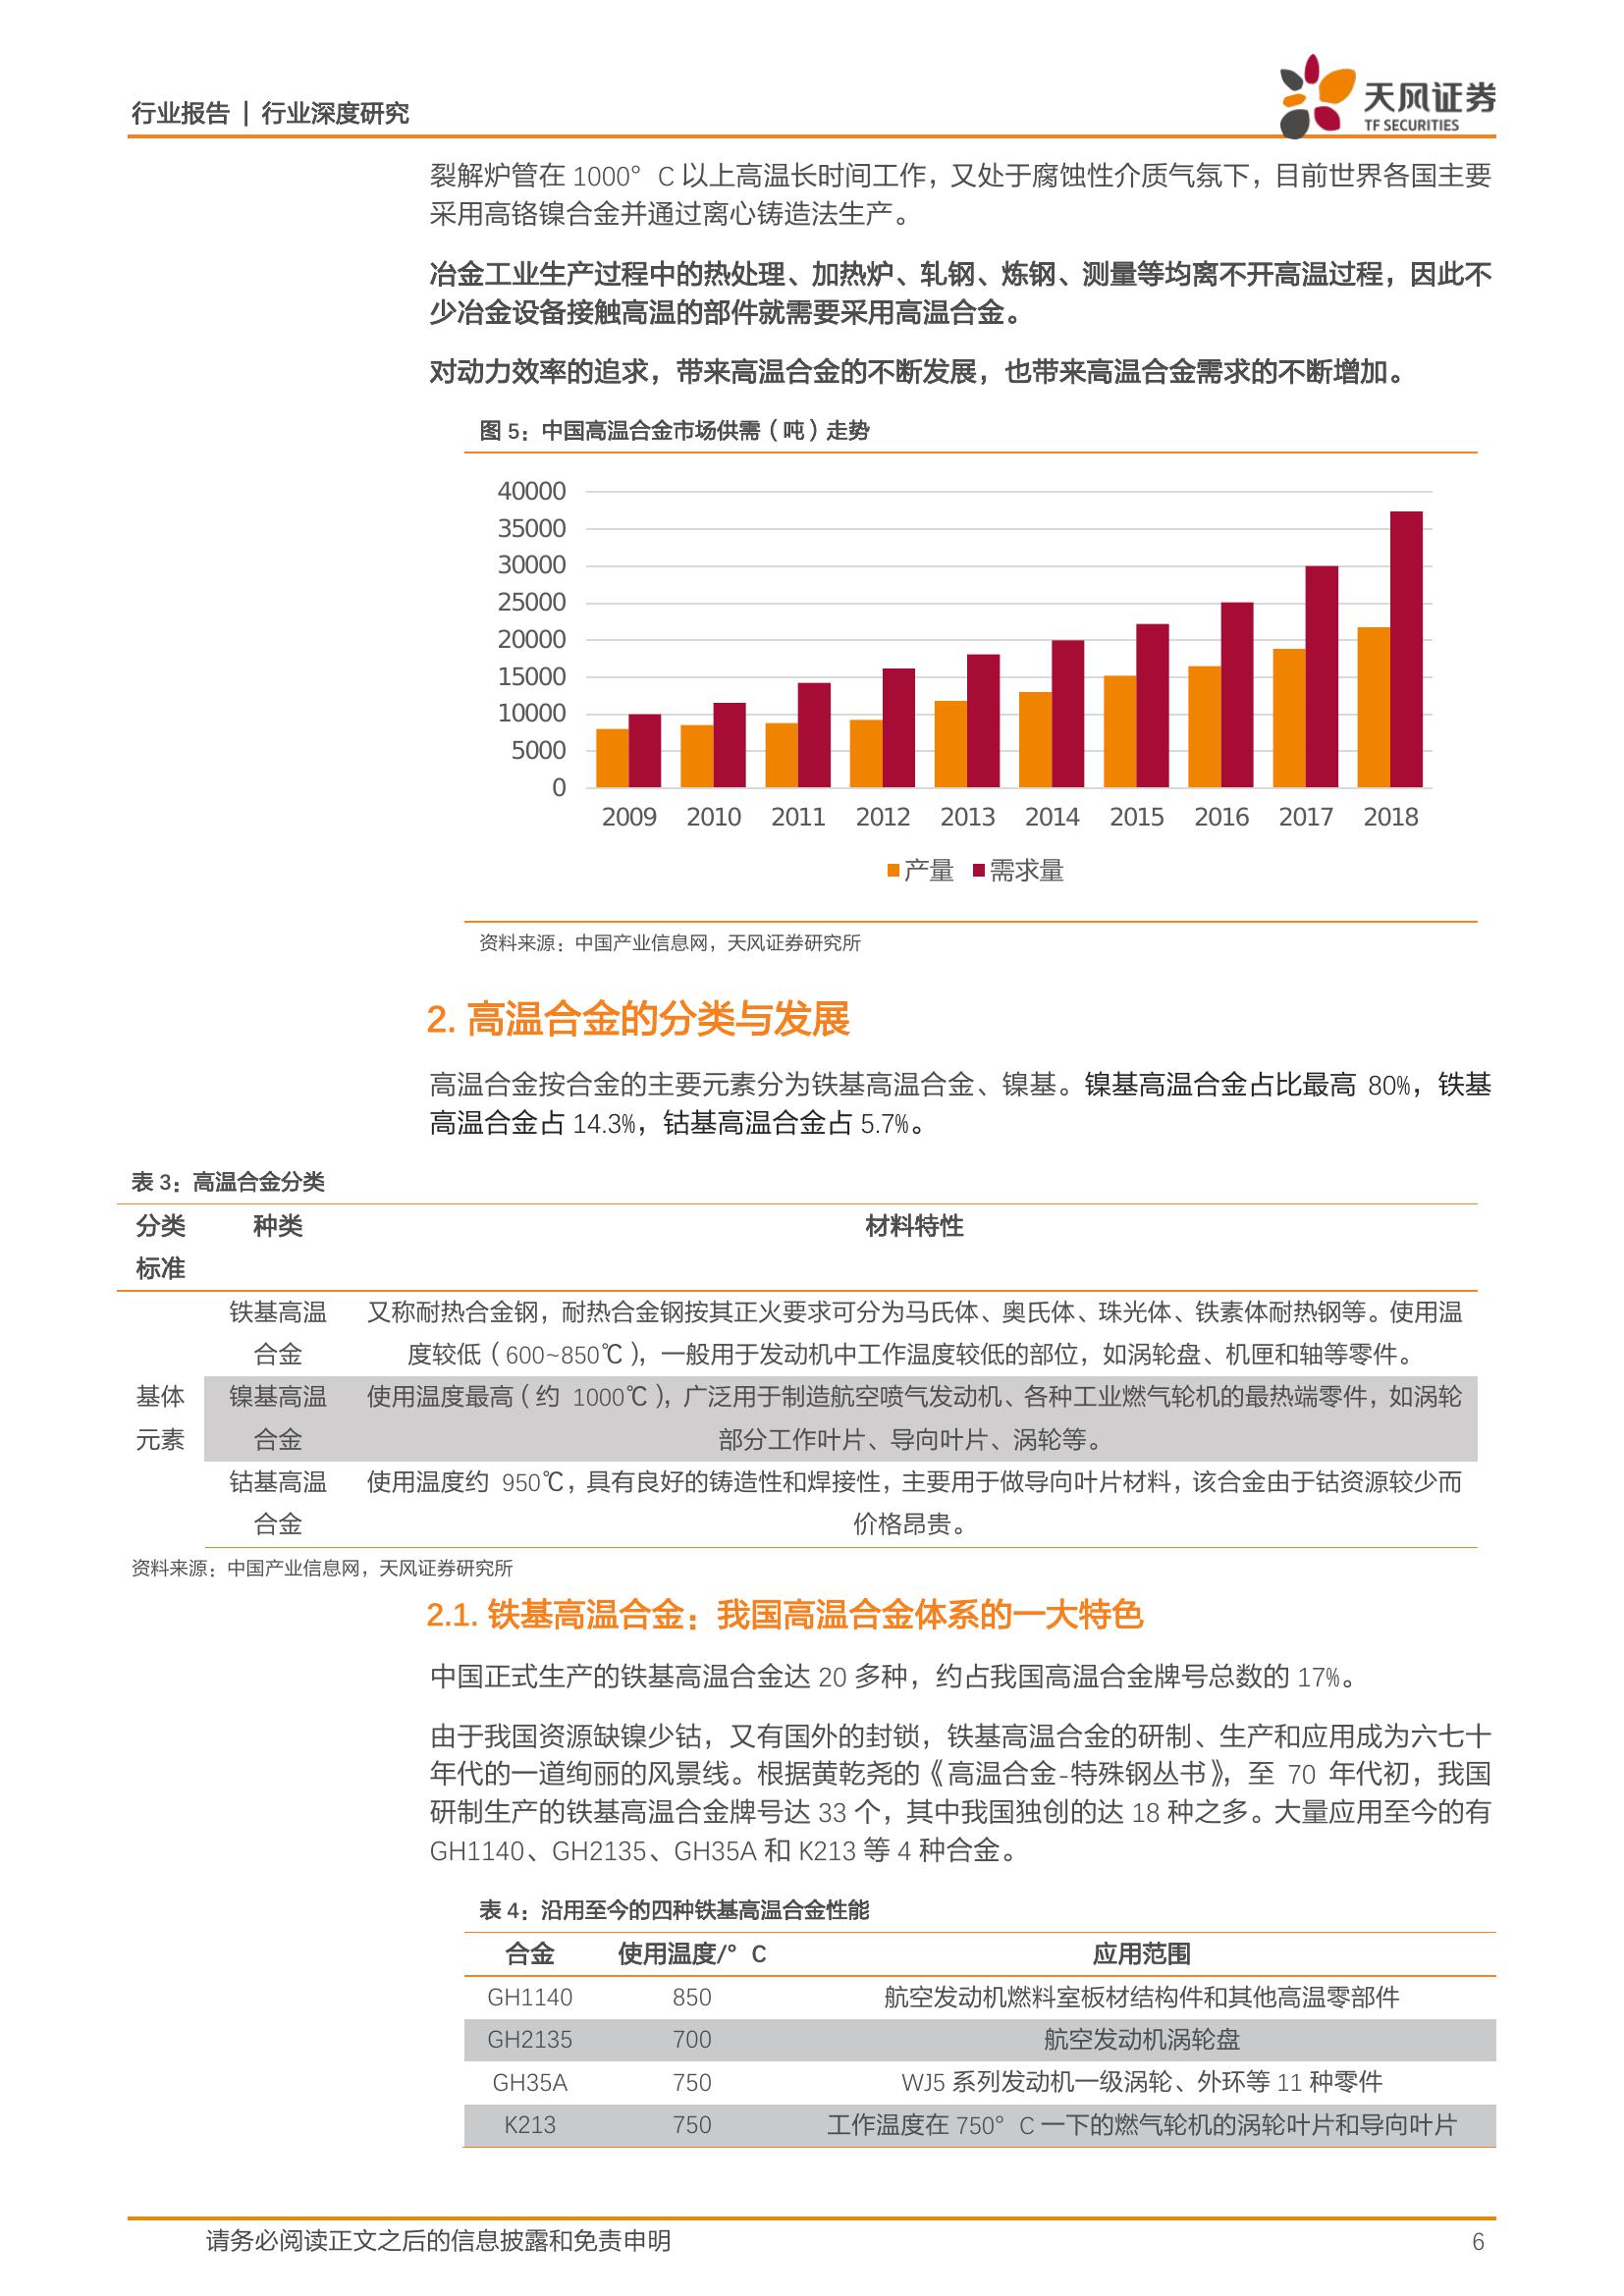 行业报告 | 行业深度研究
天风证券
TF SECURITIES
裂解炉管在 1000° C 以上高温长时间工作，又处于腐蚀性介质气氛下，目前世界各国主要
采用高铬镍合金并通过离心铸造法生产。
冶金工业生产过程中的热处理、加热炉、轧钢、炼钢、测量等均离不开高温过程，因此不
少冶金设备接触高温的部件就需要采用高温合金。
对动力效率的追求，带来高温合金的不断发展，也带来高温合金需求的不断增加。
图 5：中国高温合金市场供需（吨）走势
40000
35000
30000
25000
20000
15000
10000
5000
0
2009 2010 2011 2012 2013 2014 2015 2016 2017 2018
产量 需求量
资料来源：中国产业信息网，天风证券研究所
2. 高温合金的分类与发展
高温合金按合金的主要元素分为铁基高温合金、镍基。镍基高温合金占比最高 80%，铁基
高温合金占 14.3%，钴基高温合金占 5.7%。
表 3：高温合金分类
分类 种类 材料特性
标准
铁基高温 又称耐热合金钢，耐热合金钢按其正火要求可分为马氏体、奥氏体、珠光体、铁素体耐热钢等。使用温
合金 度较低（600~850℃），一般用于发动机中工作温度较低的部位，如涡轮盘、机匣和轴等零件。
基体 镍基高温 使用温度最高（约 1000℃），广泛用于制造航空喷气发动机、各种工业燃气轮机的最热端零件，如涡轮
元素 合金 部分工作叶片、导向叶片、涡轮等。
钴基高温 使用温度约 950℃，具有良好的铸造性和焊接性，主要用于做导向叶片材料，该合金由于钴资源较少而
合金 价格昂贵。
资料来源：中国产业信息网，天风证券研究所
2.1. 铁基高温合金：我国高温合金体系的一大特色
中国正式生产的铁基高温合金达 20 多种，约占我国高温合金牌号总数的 17%。
由于我国资源缺镍少钴，又有国外的封锁，铁基高温合金的研制、生产和应用成为六七十
年代的一道绚丽的风景线。根据黄乾尧的《高温合金-特殊钢丛书》，至 70 年代初，我国
研制生产的铁基高温合金牌号达 33 个，其中我国独创的达 18 种之多。大量应用至今的有
GH1140、GH2135、GH35A 和 K213 等 4 种合金。
表 4：沿用至今的四种铁基高温合金性能
合金 使用温度/° C 应用范围
GH1140 850 航空发动机燃料室板材结构件和其他高温零部件
GH2135 700 航空发动机涡轮盘
GH35A 750 WJ5 系列发动机一级涡轮、外环等 11 种零件
K213 750 工作温度在 750° C 一下的燃气轮机的涡轮叶片和导向叶片
请务必阅读正文之后的信息披露和免责申明 6